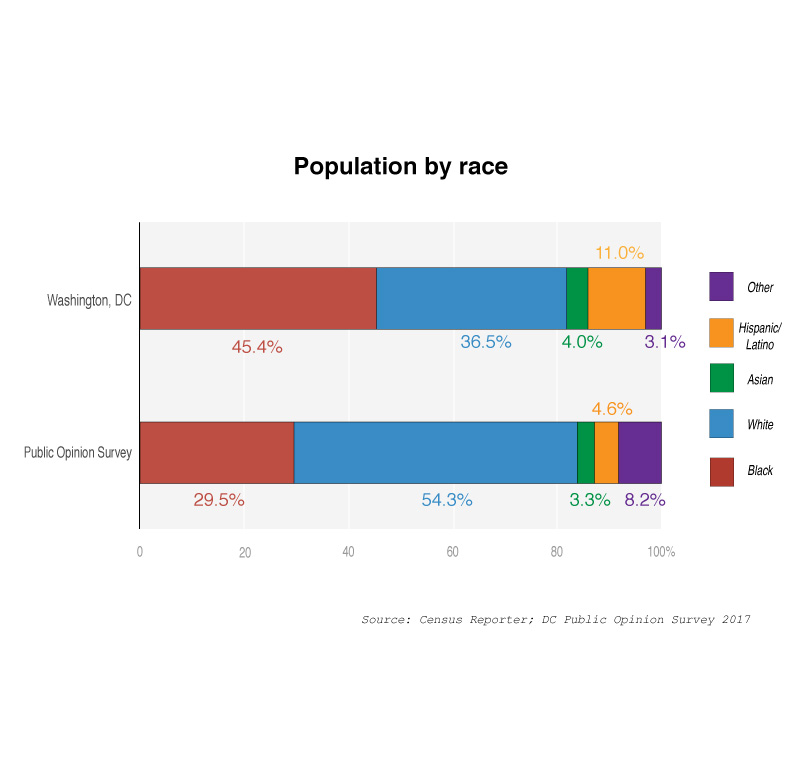 Population by race
11.0%
Washington, DC
45.4%
36.5%
4.0%
3.1%
4.6%
Public Opinion Survey
29.5%
54.3%
3.3%
8.2%
0
20
40
60
80
100%
Other
Hispanic/
Latino
Asian
White
Black
Source: Census Reporter; DC Public Opinion Survey 2017